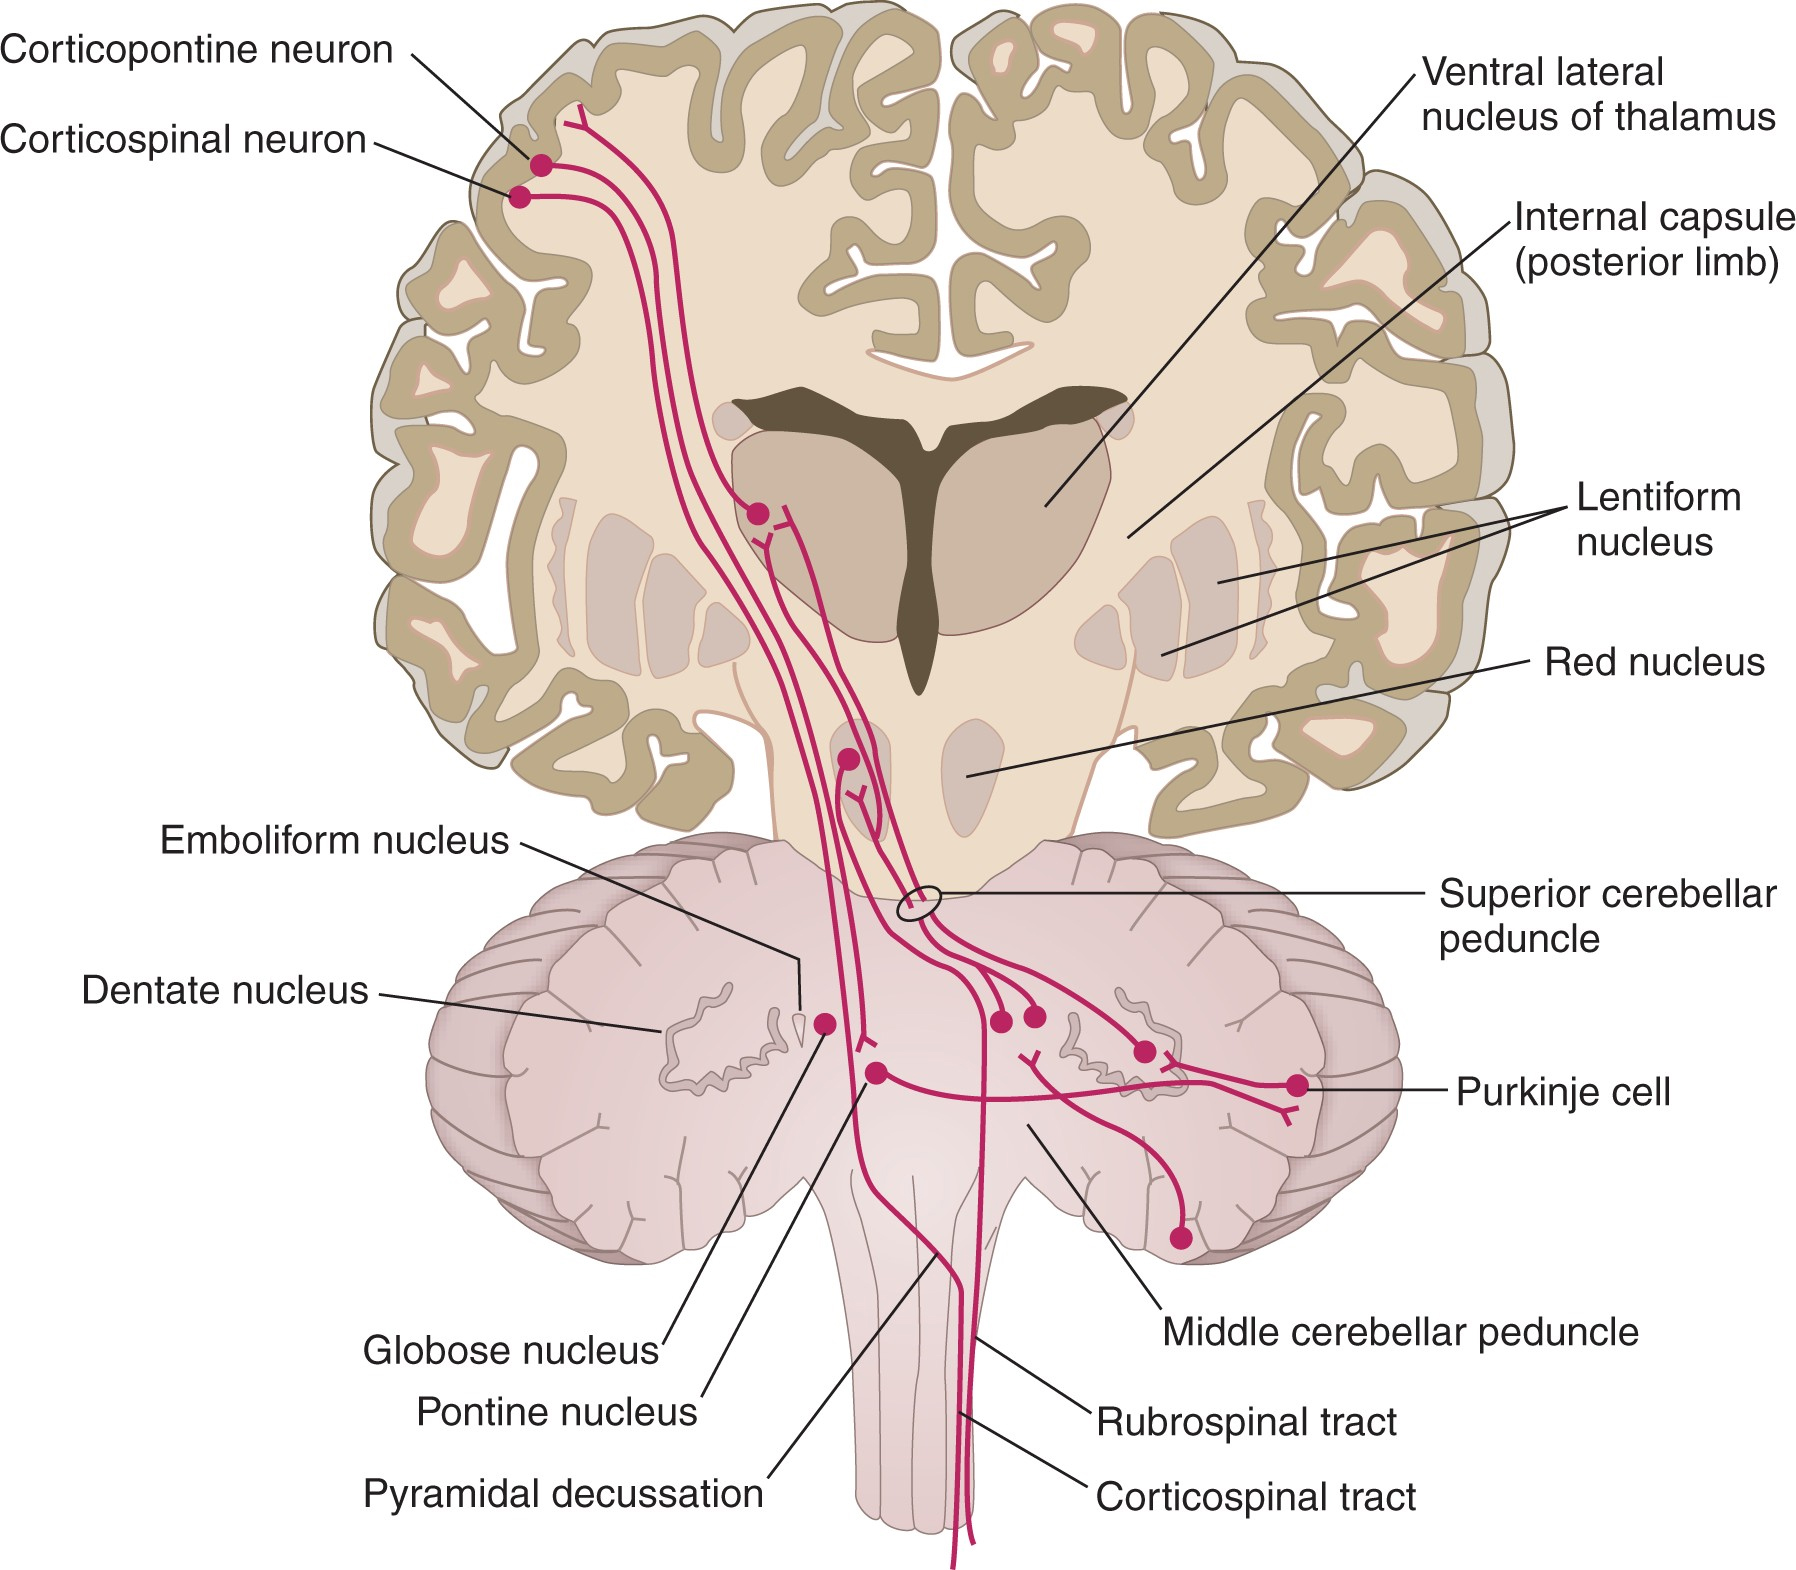 Corticopontine neuron
Corticospinal neuron
Ventral lateral
nucleus of thalamus
Internal capsule
(posterior limb)
Lentiform
nucleus
Red nucleus
Emboliform nucleus
Superior cerebellar
peduncle
Dentate nucleus
Purkinje cell
Middle cerebellar peduncle
Globose nucleus
Pontine nucleus
Rubrospinal tract
Pyramidal decussation
Corticospinal tract